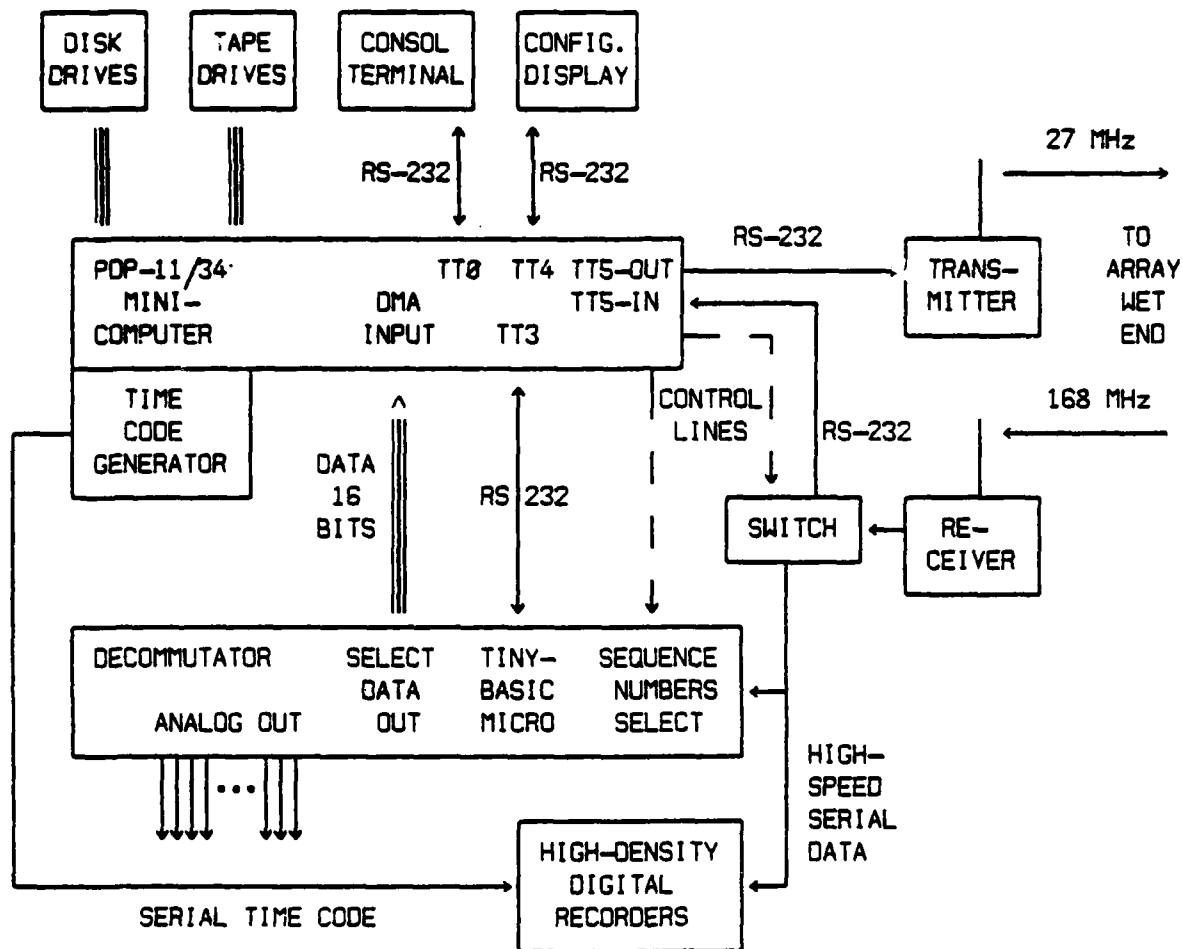 DISK
DRIVES
TAPE
DRIVES
CONSOL
TERMINAL
CONFIG.
DISPLAY
RS-232
RS-232
27 MHz
RS-232
TO
ARRAY
WET
END
TRANS-
MITTER
PDP-11/34
MINI-
COMPUTER
TT0
TT4
TT5-OUT
TT5-IN
DMA
INPUT
TT3
TIME
CODE
GENERATOR
CONTROL
LINES
168 MHz
RS-232
DATA
16
BITS
RS 232
SWITCH
RE-
CEIVER
DECOMMUTATOR
ANALOG OUT
SELECT
DATA
OUT
TINY-
BASIC
MICRO
SEQUENCE
NUMBERS
SELECT
HIGH-
SPEED
SERIAL
DATA
HIGH-DENSITY
DIGITAL
RECORDERS
SERIAL TIME CODE